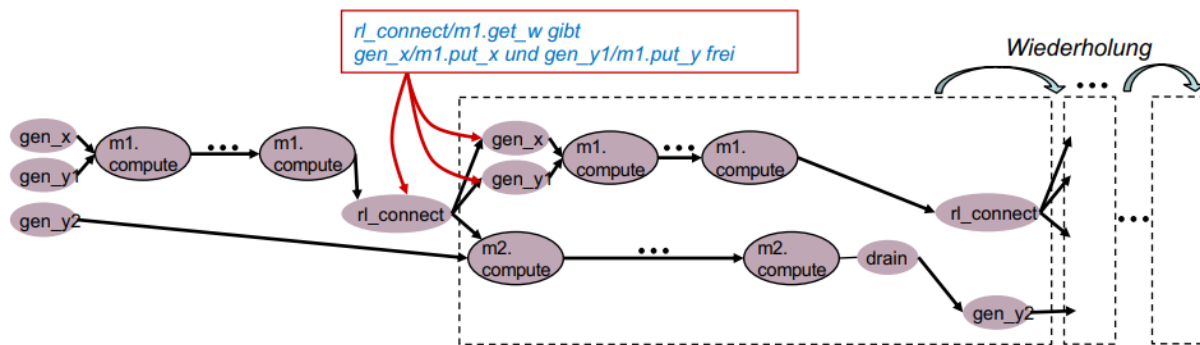 rl_connect/m1.get_w gibt
gen_x/m1.put_x und gen_y1/m1.put_y frei
Wiederholung
gen_x
gen_y1
gen_y2
m1.
compute
m1.
compute
rl_connect
gen_x
gen_y1
m1.
compute
m1.
compute
rl_connect
m2.
compute
m2.
compute
drain
gen_y2